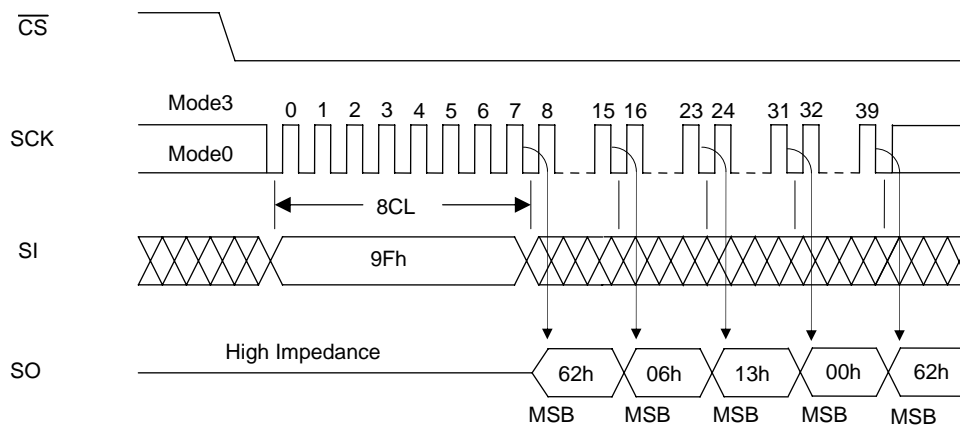 CS
Mode3
0 1 2 3 4 5 6 7 8 15 16 23 24 31 32 39
SCK
Mode0
8CL
SI
9Fh
High Impedance
SO
62h 06h 13h 00h 62h
MSB MSB MSB MSB MSB